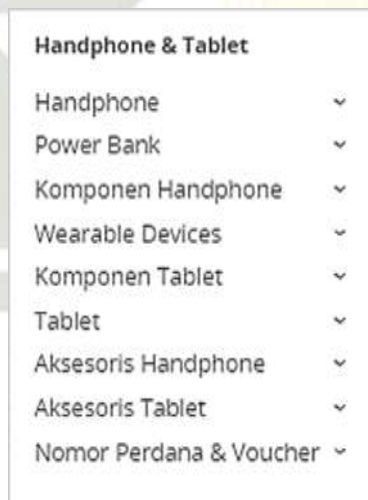 Handphone & Tablet
Handphone
Power Bank
Komponen Handphone
Wearable Devices
Komponen Tablet
Tablet
Aksesoris Handphone
Aksesoris Tablet
Nomor Perdana & Voucher